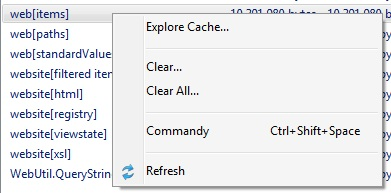 web[items]
web[paths]
web[standardValue
website[filtered iter
website[html]
website[registry]
website[viewstate]
website[xsl]
WebUtil.QueryStrin
Explore Cache...
Clear...
Clear All...
Commandy Ctrl+Shift+Space
Refresh